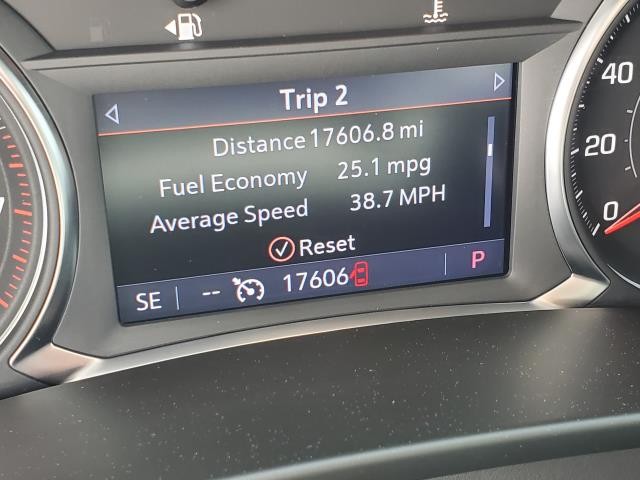 Trip 2
Distance 17606.8 mi
Fuel Economy 25.1 mpg
Average Speed 38.7 MPH
Reset
SE -- 17606 P
40
20
0